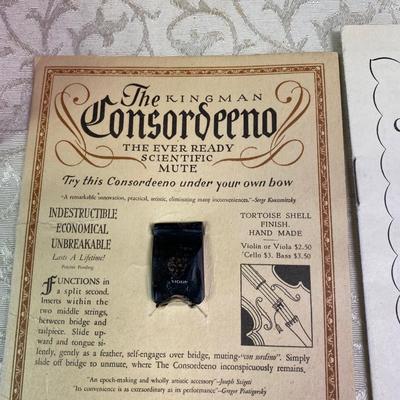 The KINGMAN
Consordeeno
THE EVER READY
SCIENTIFIC
MUTE
Try this Consordeeno under your own bow
"A remarkable innovation, practical, artistic, eliminating many inconveniences."-Serge Koussevitzky
INDESTRUCTIBLE
ECONOMICAL
UNBREAKABLE
Lasts A Lifetime!
Patents Pending
FUNCTIONS in
a split second.
Inserts within the
two middle strings,
between bridge and
tailpiece. Slide up-
ward and tongue si-
lently, gently as a feather, self-engages over bridge, muting-"con sordino". Simply
slide off bridge to unmute, where The Consordeeno inconspicuously remains.
TORTOISE SHELL
FINISH.
HAND MADE
Violin or Viola $2.50
'Cello $3. Bass $3.50
"An epoch-making and wholly artistic accessory"-Joseph Szigeti
"Its convenience is as extraordinary as it's accomplishment"-Gregor Piatigorsky